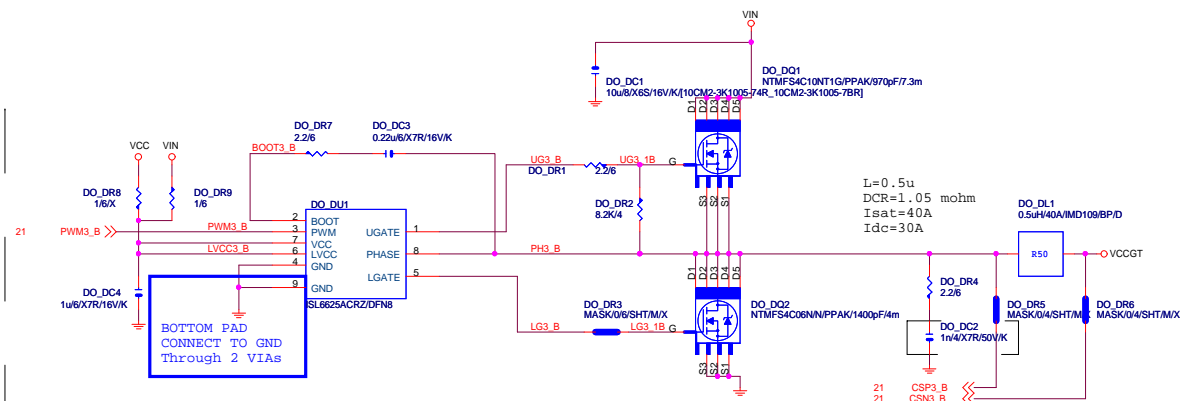 VIN
DO_DC1
10u/8/X6S/16V/K/[10CM2-3K1005-74R_10CM2-3K1005-7BR]
DO_DQ1
NTMFS4C10NT1G/PPAK/970pF/7.3m
D1
D2
D3
D4
D5
G
S3
S2
S1
DO_DR7
2.2/6
DO_DC3
0.22u/6/X7R/16V/K
BOOT3_B
VCC
VIN
DO_DR8
1/6/X
DO_DR9
1/6
UG3_B
DO_DR1
2.2/6
UG3_1B
DO_DR2
8.2K/4
21
PWM3_B
PWM3_B
LVCC3_B
DO_DU1
2
BOOT
3
PWM
7
VCC
6
LVCC
4
GND
9
GND
UGATE
1
PHASE
8
LGATE
5
ISL6625ACRZ/DFN8
PH3_B
DO_DC4
1u/6/X7R/16V/K
BOTTOM PAD
CONNECT TO GND
Through 2 VIAs
LG3_B
DO_DR3
MASK/0/6/SHT/M/X
LG3_1B
D1
D2
D3
D4
D5
G
S3
S2
S1
DO_DQ2
NTMFS4C06N/N/PPAK/1400pF/4m
L=0.5u
DCR=1.05 mohm
Isat=40A
Idc=30A
DO_DL1
0.5uH/40A/IMD109/BP/D
R50
VCCGT
DO_DR4
2.2/6
DO_DC2
1n/4/X7R/50V/K
DO_DR5
MASK/0/4/SHT/M/X
DO_DR6
MASK/0/4/SHT/M/X
21
CSP3_B
21
CSN3_B